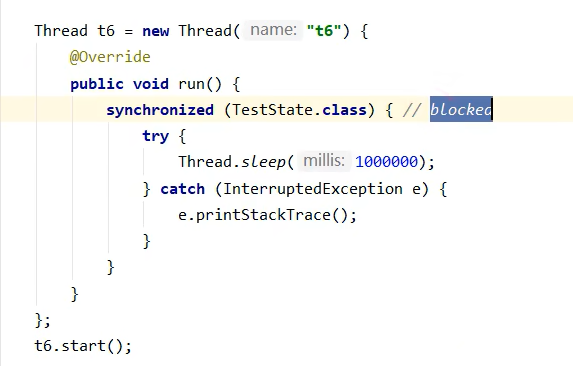 Thread t6 = new Thread( name: "t6") {
@Override
public void run() {
synchronized (TestState.class) { // blocked
try {
Thread.sleep( millis: 1000000);
} catch (InterruptedException e) {
e.printStackTrace();
}
}
}
};
t6.start();